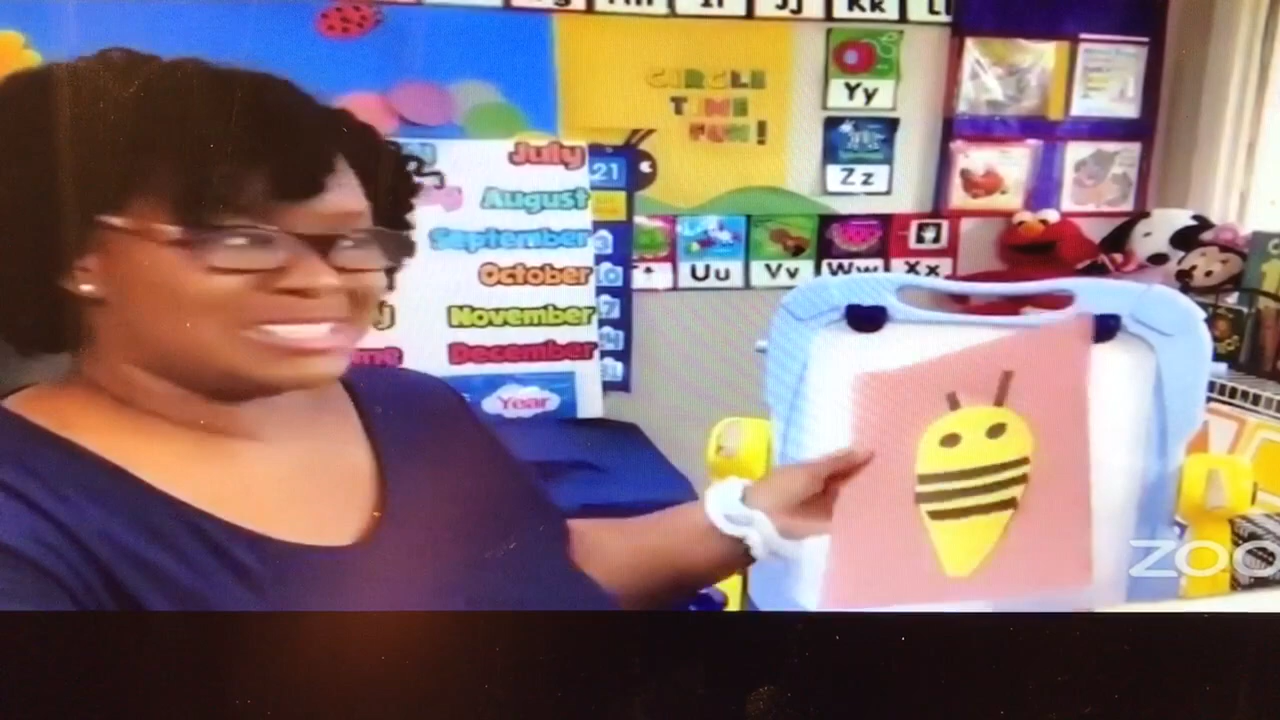 Ii Jj Kk Ll
CIRCLE
TIME
FUN!
Yy
Zz
Uu Vv Ww Xx
July
August
September
October
November
December
Year
21
zoo